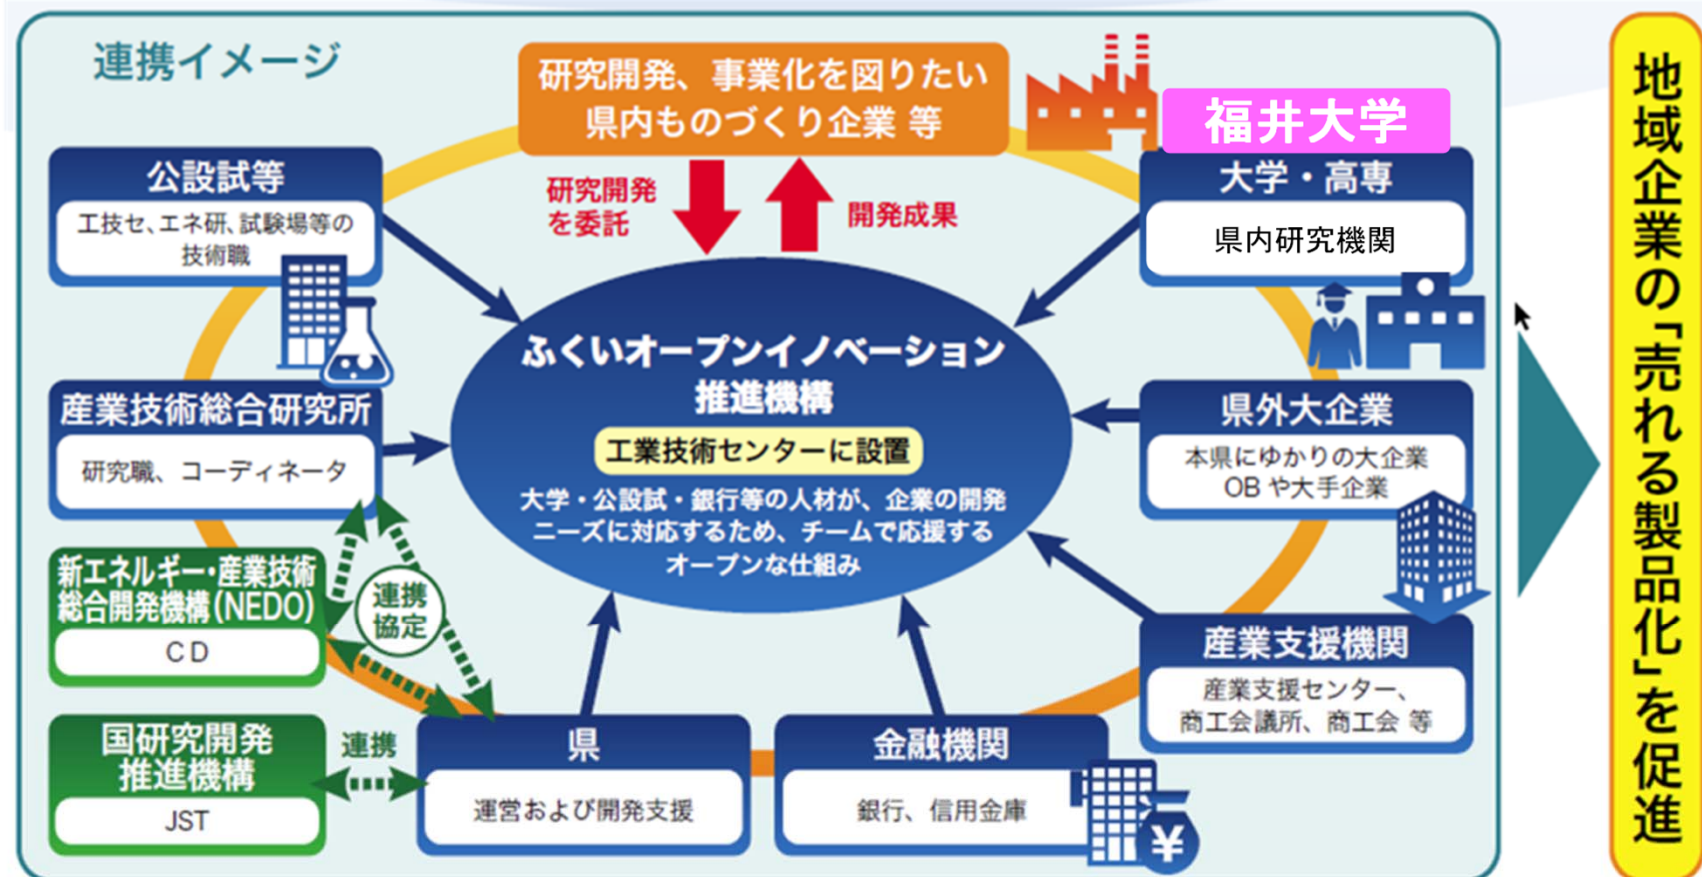 連携イメージ
研究開発、事業化を図りたい
県内ものづくり企業 等
福井大学
公設試等
工技セ、エネ研、試験場等の
技術職
研究開発
を委託
開発成果
大学・高専
県内研究機関
ふくいオープンイノベーション
推進機構
工業技術センターに設置
大学・公設試・銀行等の人材が、企業の開発
ニーズに対応するため、チームで応援する
オープンな仕組み
産業技術総合研究所
研究職、コーディネータ
県外大企業
本県にゆかりの大企業
OB や大手企業
新エネルギー・産業技術
総合開発機構(NEDO)
CD
連携
協定
産業支援機関
産業支援センター、
商工会議所、商工会 等
国研究開発
推進機構
JST
連携
県
運営および開発支援
金融機関
銀行、信用金庫
¥
地域企業の「売れる製品化」を促進